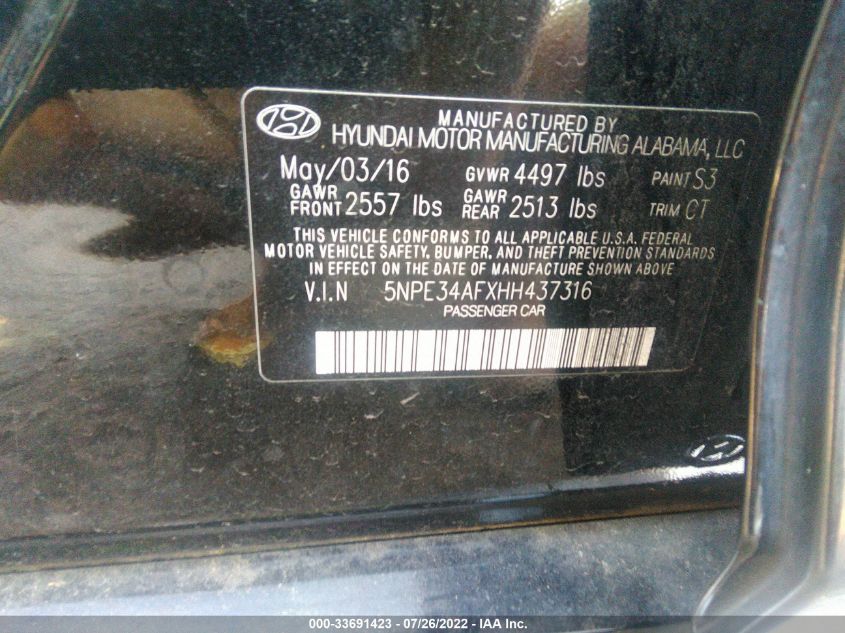 MANUFACTURED BY
HYUNDAI MOTOR MANUFACTURING ALABAMA, LLC
May/03/16 GVWR 4497 lbs PAINT S3
GAWR FRONT 2557 lbs GAWR REAR 2513 lbs TRIM CT
THIS VEHICLE CONFORMS TO ALL APPLICABLE U.S.A. FEDERAL
MOTOR VEHICLE SAFETY, BUMPER, AND THEFT PREVENTION STANDARDS
IN EFFECT ON THE DATE OF MANUFACTURE SHOWN ABOVE
V.I.N 5NPE34AFXHH437316
PASSENGER CAR
000-33691423 - 07/26/2022 - IAA Inc.